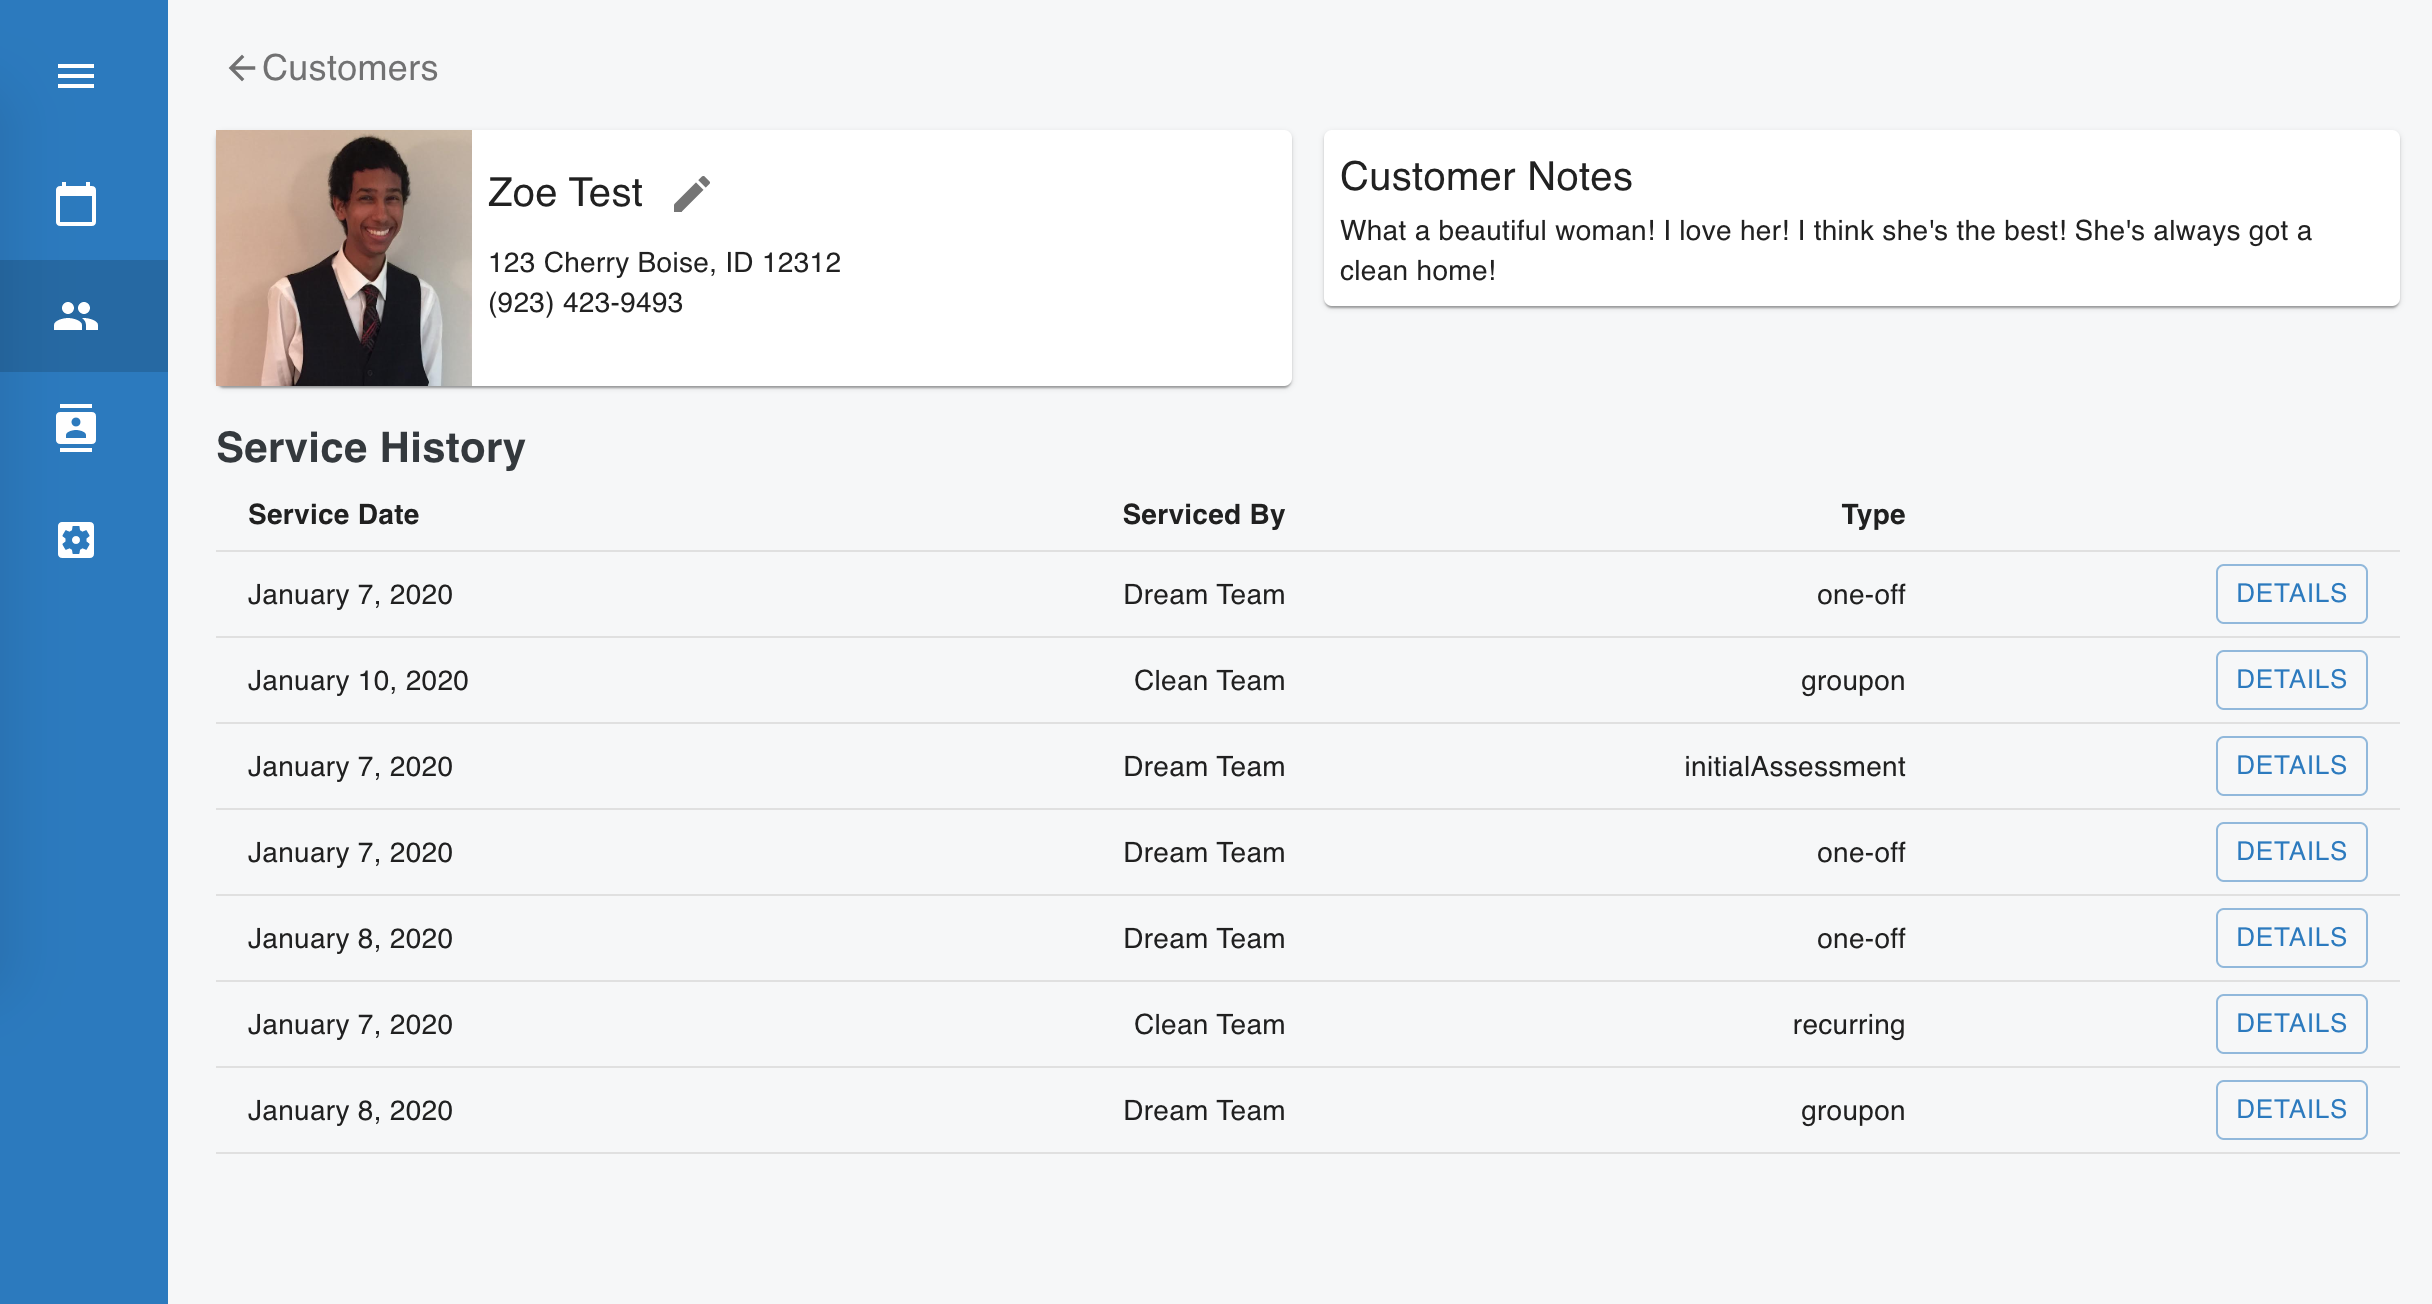 Customers
Zoe Test
123 Cherry Boise, ID 12312
(923) 423-9493
Customer Notes
What a beautiful woman! I love her! I think she's the best! She's always got a
clean home!
Service History
Service Date Serviced By Type
January 7, 2020 Dream Team one-off DETAILS
January 10, 2020 Clean Team groupon DETAILS
January 7, 2020 Dream Team initialAssessment DETAILS
January 7, 2020 Dream Team one-off DETAILS
January 8, 2020 Dream Team one-off DETAILS
January 7, 2020 Clean Team recurring DETAILS
January 8, 2020 Dream Team groupon DETAILS